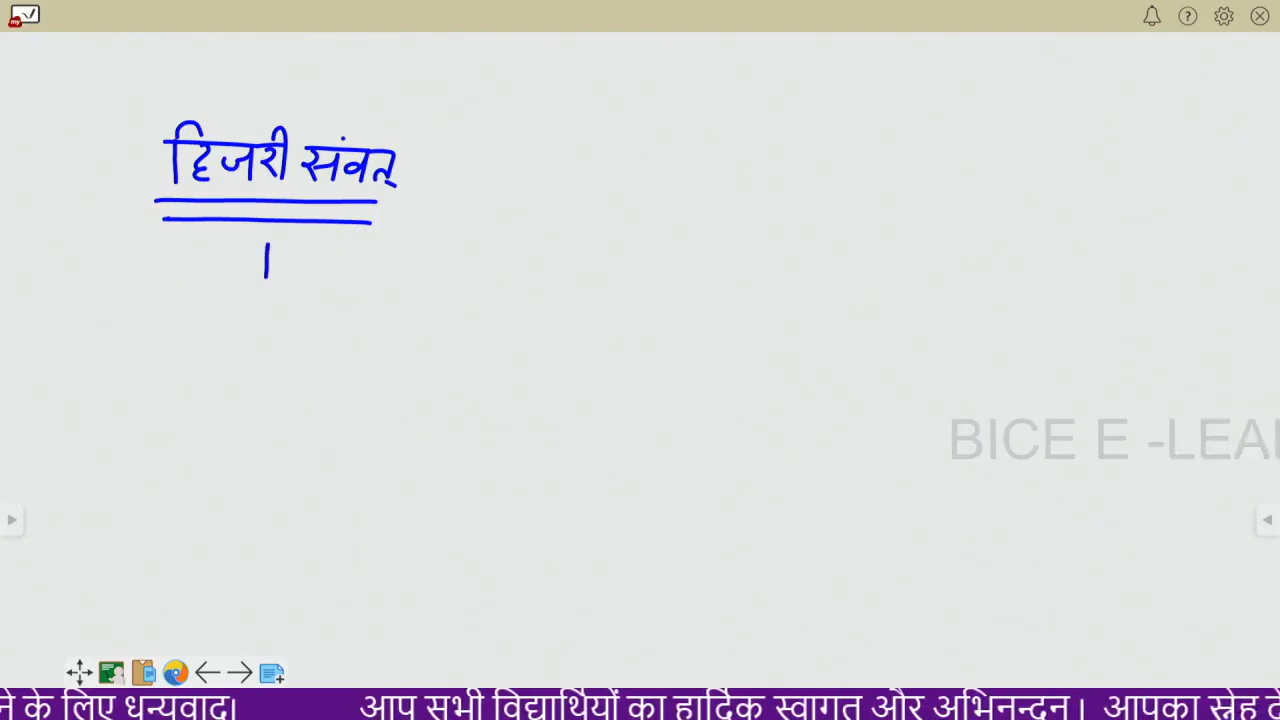 हिजरी संवत्
BICE E -LEA
ने के लिए धन्यवाद। आप सभी विद्यार्थियों का हार्दिक स्वागत और अभिनन्दन। आपका स्नेह